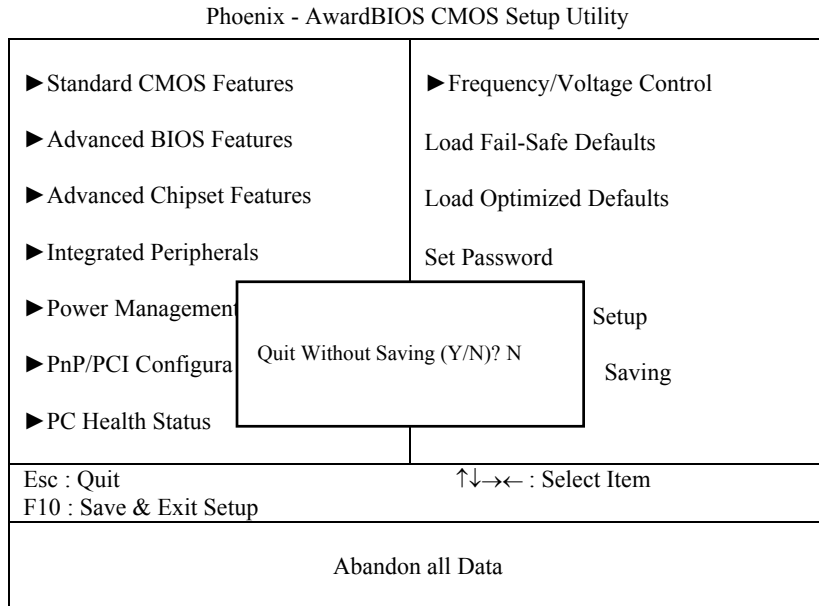 Phoenix - AwardBIOS CMOS Setup Utility
►Standard CMOS Features
►Advanced BIOS Features
►Advanced Chipset Features
►Integrated Peripherals
►Power Management
►PnP/PCI Configura
►PC Health Status
►Frequency/Voltage Control
Load Fail-Safe Defaults
Load Optimized Defaults
Set Password
Setup
Saving
Quit Without Saving (Y/N)? N
Esc : Quit
↑↓→← : Select Item
F10 : Save & Exit Setup
Abandon all Data